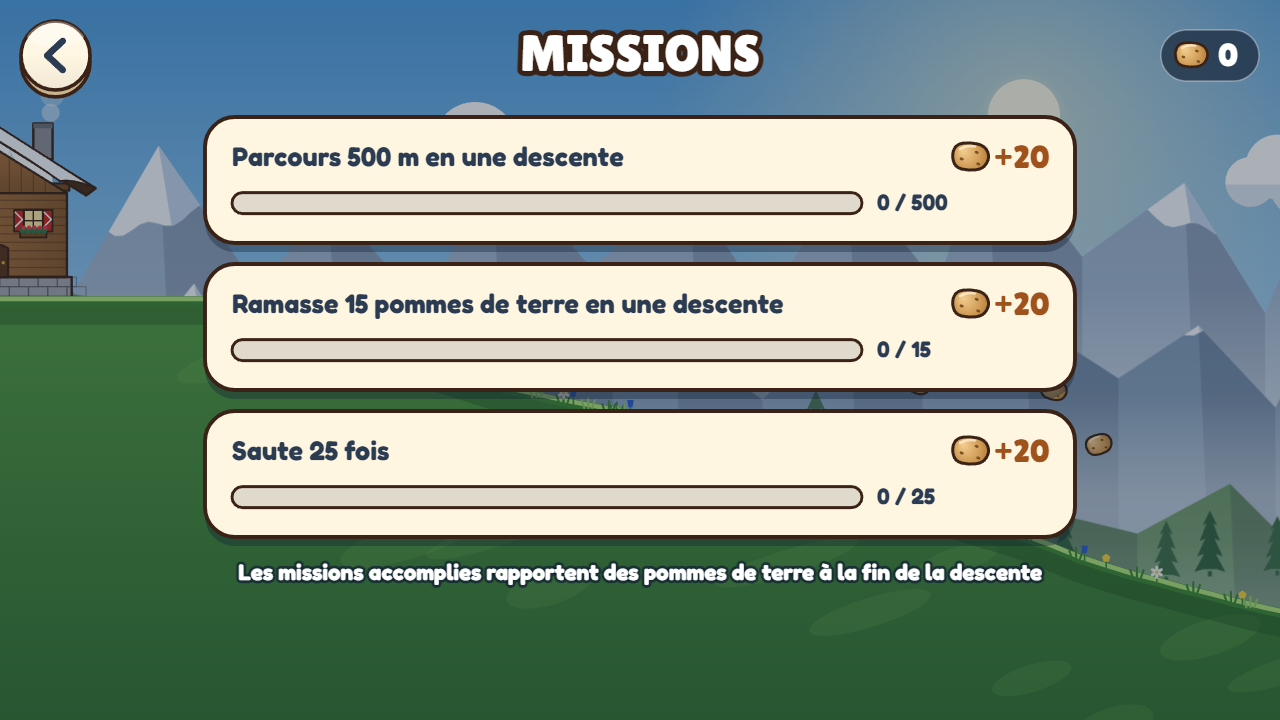 MISSIONS
0
Parcours 500 m en une descente
+20
0 / 500
Ramasse 15 pommes de terre en une descente
+20
0 / 15
Saute 25 fois
+20
0 / 25
Les missions accomplies rapportent des pommes de terre à la fin de la descente